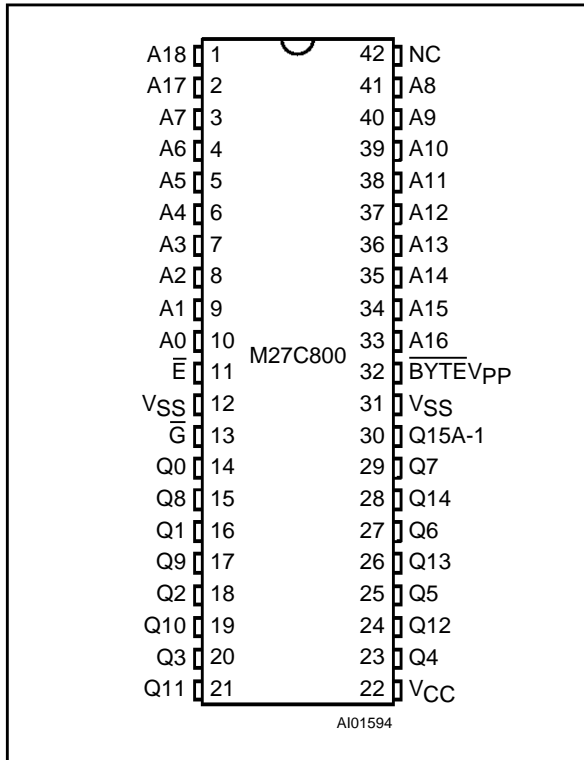 A18 1 42 NC
A17 2 41 A8
A7 3 40 A9
A6 4 39 A10
A5 5 38 A11
A4 6 37 A12
A3 7 36 A13
A2 8 35 A14
A1 9 34 A15
A0 10 33 A16
M27C800
E̅ 11 32 B̅Y̅T̅E̅VPP
VSS 12 31 VSS
G̅ 13 30 Q15A-1
Q0 14 29 Q7
Q8 15 28 Q14
Q1 16 27 Q6
Q9 17 26 Q13
Q2 18 25 Q5
Q10 19 24 Q12
Q3 20 23 Q4
Q11 21 22 VCC
AI01594